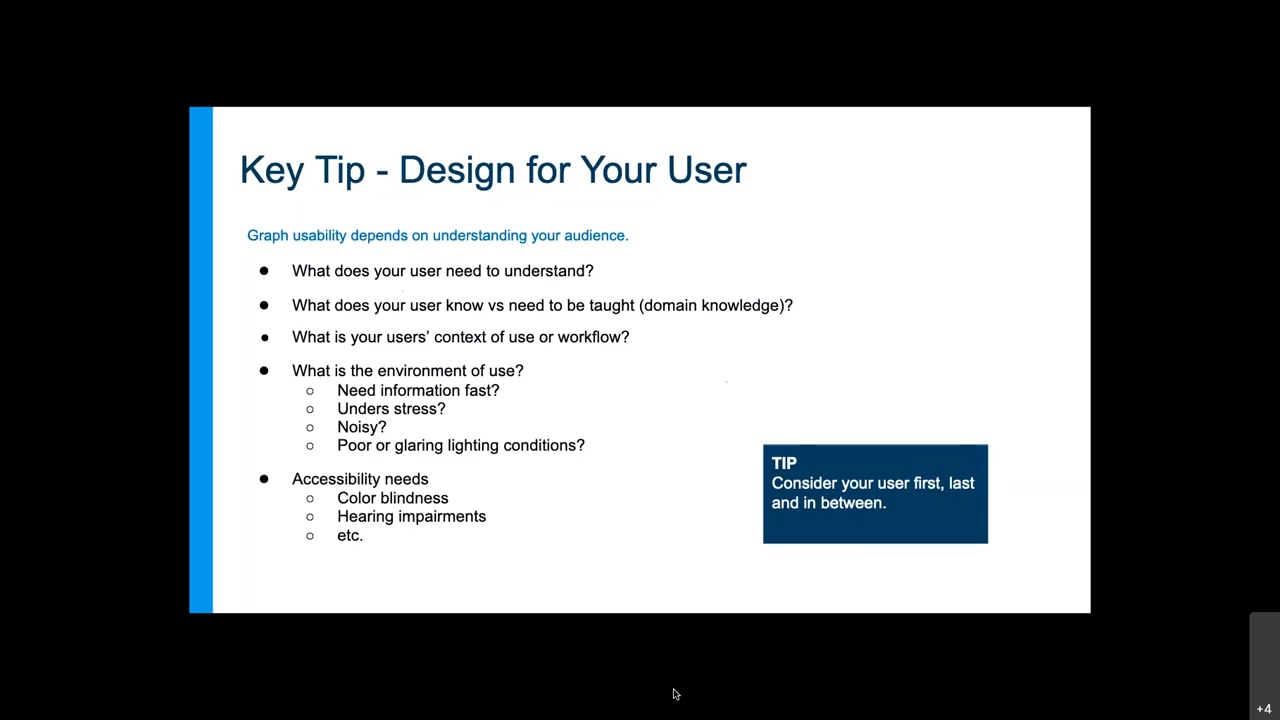 Key Tip - Design for Your User
Graph usability depends on understanding your audience.
● What does your user need to understand?
● What does your user know vs need to be taught (domain knowledge)?
● What is your users’ context of use or workflow?
● What is the environment of use?
○ Need information fast?
○ Unders stress?
○ Noisy?
○ Poor or glaring lighting conditions?
● Accessibility needs
○ Color blindness
○ Hearing impairments
○ etc.
TIP
Consider your user first, last
and in between.
+4